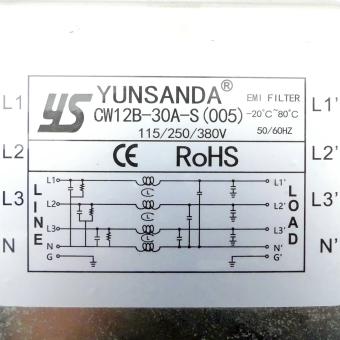 YS YUNSANDA® EMI FILTER
CW12B-30A-S(005) -20°C~80°C
115/250/380V 50/60HZ
CE RoHS
L1 L1'
L2 L2'
L3 L3'
N N'
LINE
L1 L1'
L2 L2'
L3 L3'
N N'
G G'
LOAD